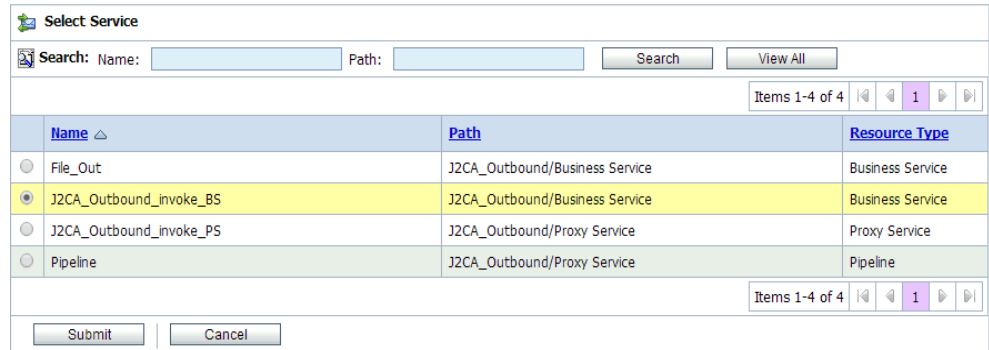 Select Service
Search: Name: Path: Search View All
Items 1-4 of 4 1
Name Path Resource Type
File_Out J2CA_Outbound/Business Service Business Service
J2CA_Outbound_invoke_BS J2CA_Outbound/Business Service Business Service
J2CA_Outbound_invoke_PS J2CA_Outbound/Proxy Service Proxy Service
Pipeline J2CA_Outbound/Proxy Service Pipeline
Items 1-4 of 4 1
Submit Cancel